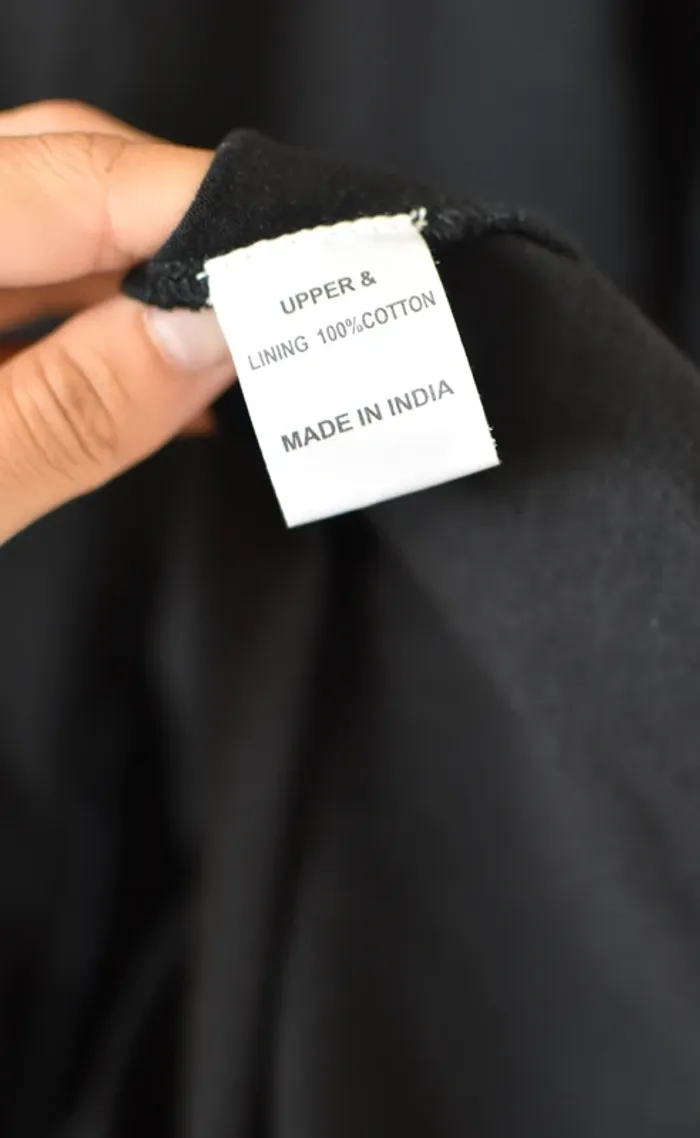 UPPER &
LINING 100%COTTON
MADE IN INDIA